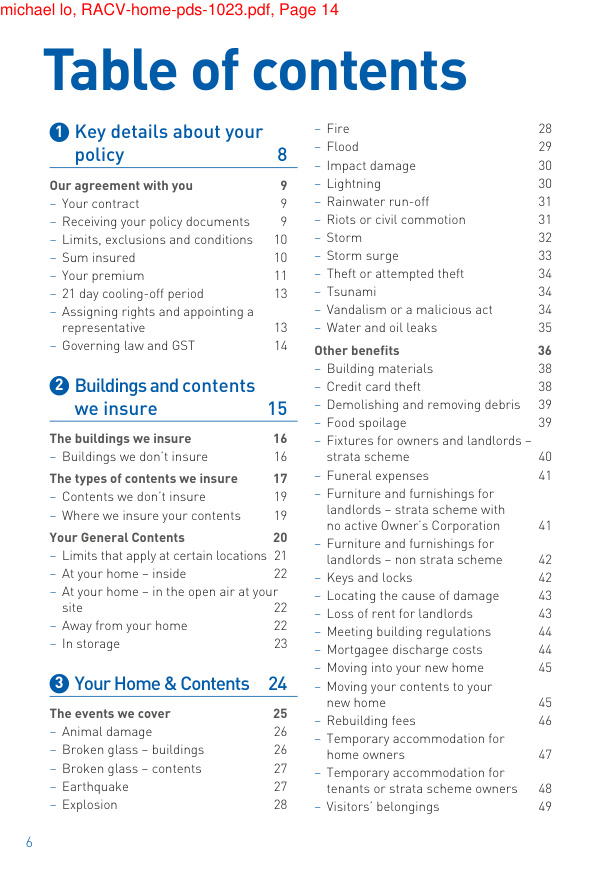 michael lo, RACV-home-pds-1023.pdf, Page 14
Table of contents
1 Key details about your
policy 8
Our agreement with you 9
– Your contract 9
– Receiving your policy documents 9
– Limits, exclusions and conditions 10
– Sum insured 10
– Your premium 11
– 21 day cooling-off period 13
– Assigning rights and appointing a
representative 13
– Governing law and GST 14
2 Buildings and contents
we insure 15
The buildings we insure 16
– Buildings we don't insure 16
The types of contents we insure 17
– Contents we don't insure 19
– Where we insure your contents 19
Your General Contents 20
– Limits that apply at certain locations 21
– At your home – inside 22
– At your home – in the open air at your
site 22
– Away from your home 22
– In storage 23
3 Your Home & Contents 24
The events we cover 25
– Animal damage 26
– Broken glass – buildings 26
– Broken glass – contents 27
– Earthquake 27
– Explosion 28
– Fire 28
– Flood 29
– Impact damage 30
– Lightning 30
– Rainwater run-off 31
– Riots or civil commotion 31
– Storm 32
– Storm surge 33
– Theft or attempted theft 34
– Tsunami 34
– Vandalism or a malicious act 34
– Water and oil leaks 35
Other benefits 36
– Building materials 38
– Credit card theft 38
– Demolishing and removing debris 39
– Food spoilage 39
– Fixtures for owners and landlords –
strata scheme 40
– Funeral expenses 41
– Furniture and furnishings for
landlords – strata scheme with
no active Owner's Corporation 41
– Furniture and furnishings for
landlords – non strata scheme 42
– Keys and locks 42
– Locating the cause of damage 43
– Loss of rent for landlords 43
– Meeting building regulations 44
– Mortgagee discharge costs 44
– Moving into your new home 45
– Moving your contents to your
new home 45
– Rebuilding fees 46
– Temporary accommodation for
home owners 47
– Temporary accommodation for
tenants or strata scheme owners 48
– Visitors' belongings 49
6